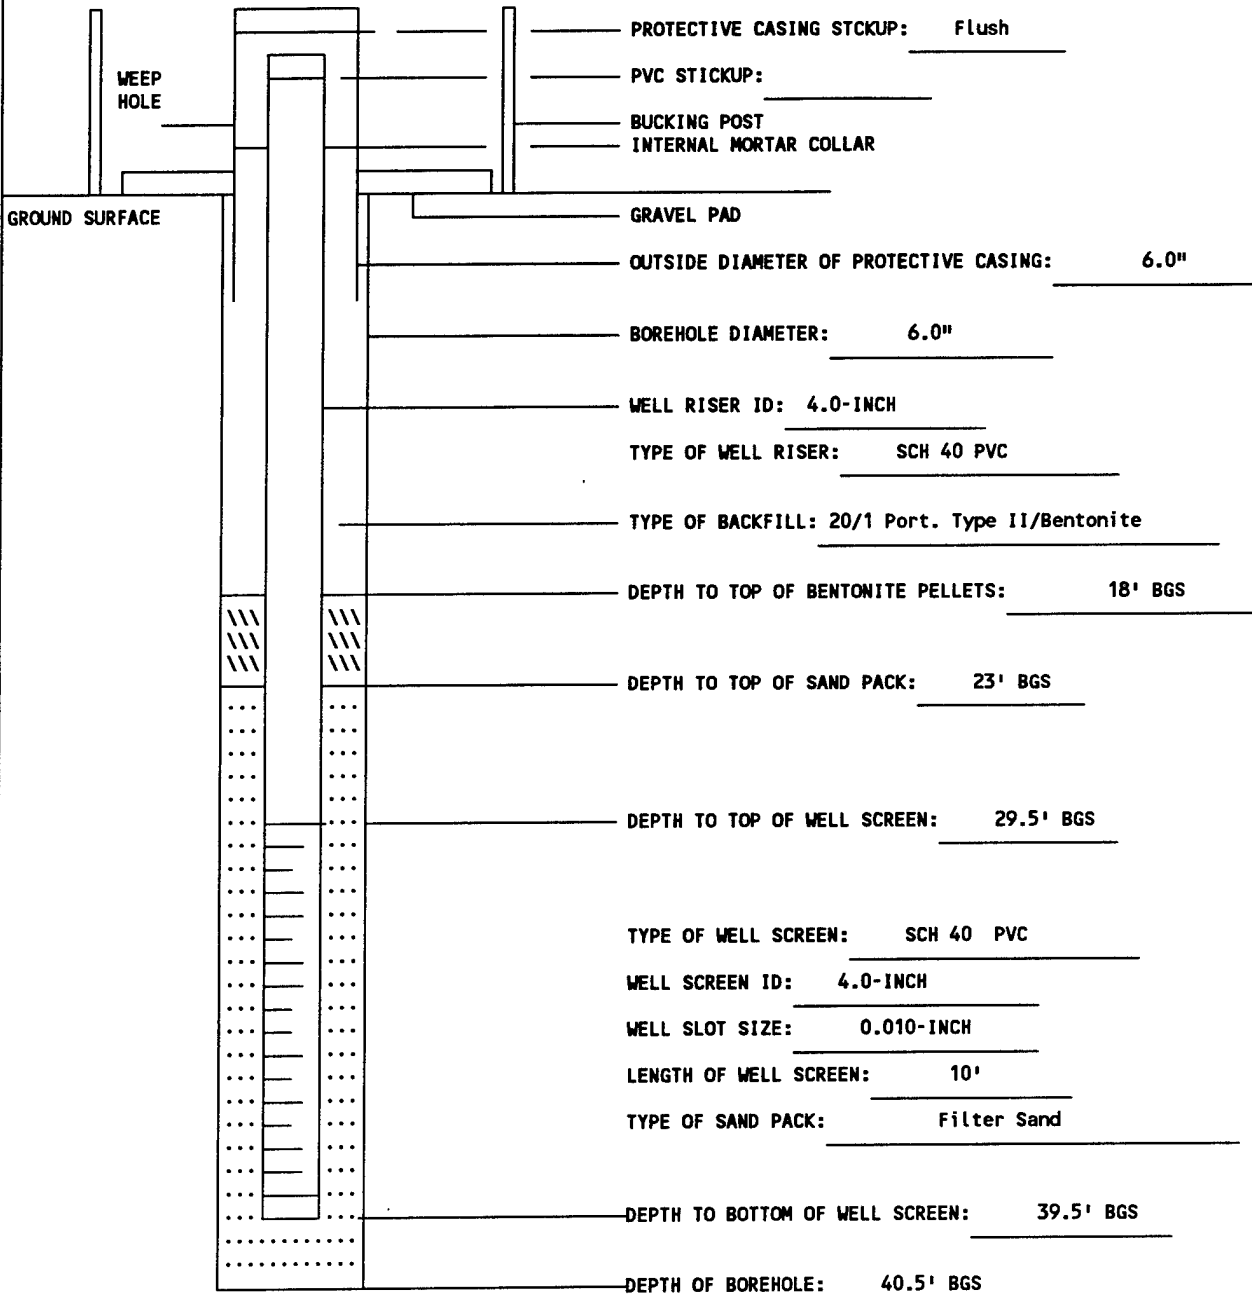 PROTECTIVE CASING STCKUP: Flush
WEEP
HOLE
PVC STICKUP:
BUCKING POST
INTERNAL MORTAR COLLAR
GROUND SURFACE
GRAVEL PAD
OUTSIDE DIAMETER OF PROTECTIVE CASING: 6.0"
BOREHOLE DIAMETER: 6.0"
WELL RISER ID: 4.0-INCH
TYPE OF WELL RISER: SCH 40 PVC
TYPE OF BACKFILL: 20/1 Port. Type II/Bentonite
DEPTH TO TOP OF BENTONITE PELLETS: 18' BGS
DEPTH TO TOP OF SAND PACK: 23' BGS
DEPTH TO TOP OF WELL SCREEN: 29.5' BGS
TYPE OF WELL SCREEN: SCH 40 PVC
WELL SCREEN ID: 4.0-INCH
WELL SLOT SIZE: 0.010-INCH
LENGTH OF WELL SCREEN: 10'
TYPE OF SAND PACK: Filter Sand
DEPTH TO BOTTOM OF WELL SCREEN: 39.5' BGS
DEPTH OF BOREHOLE: 40.5' BGS